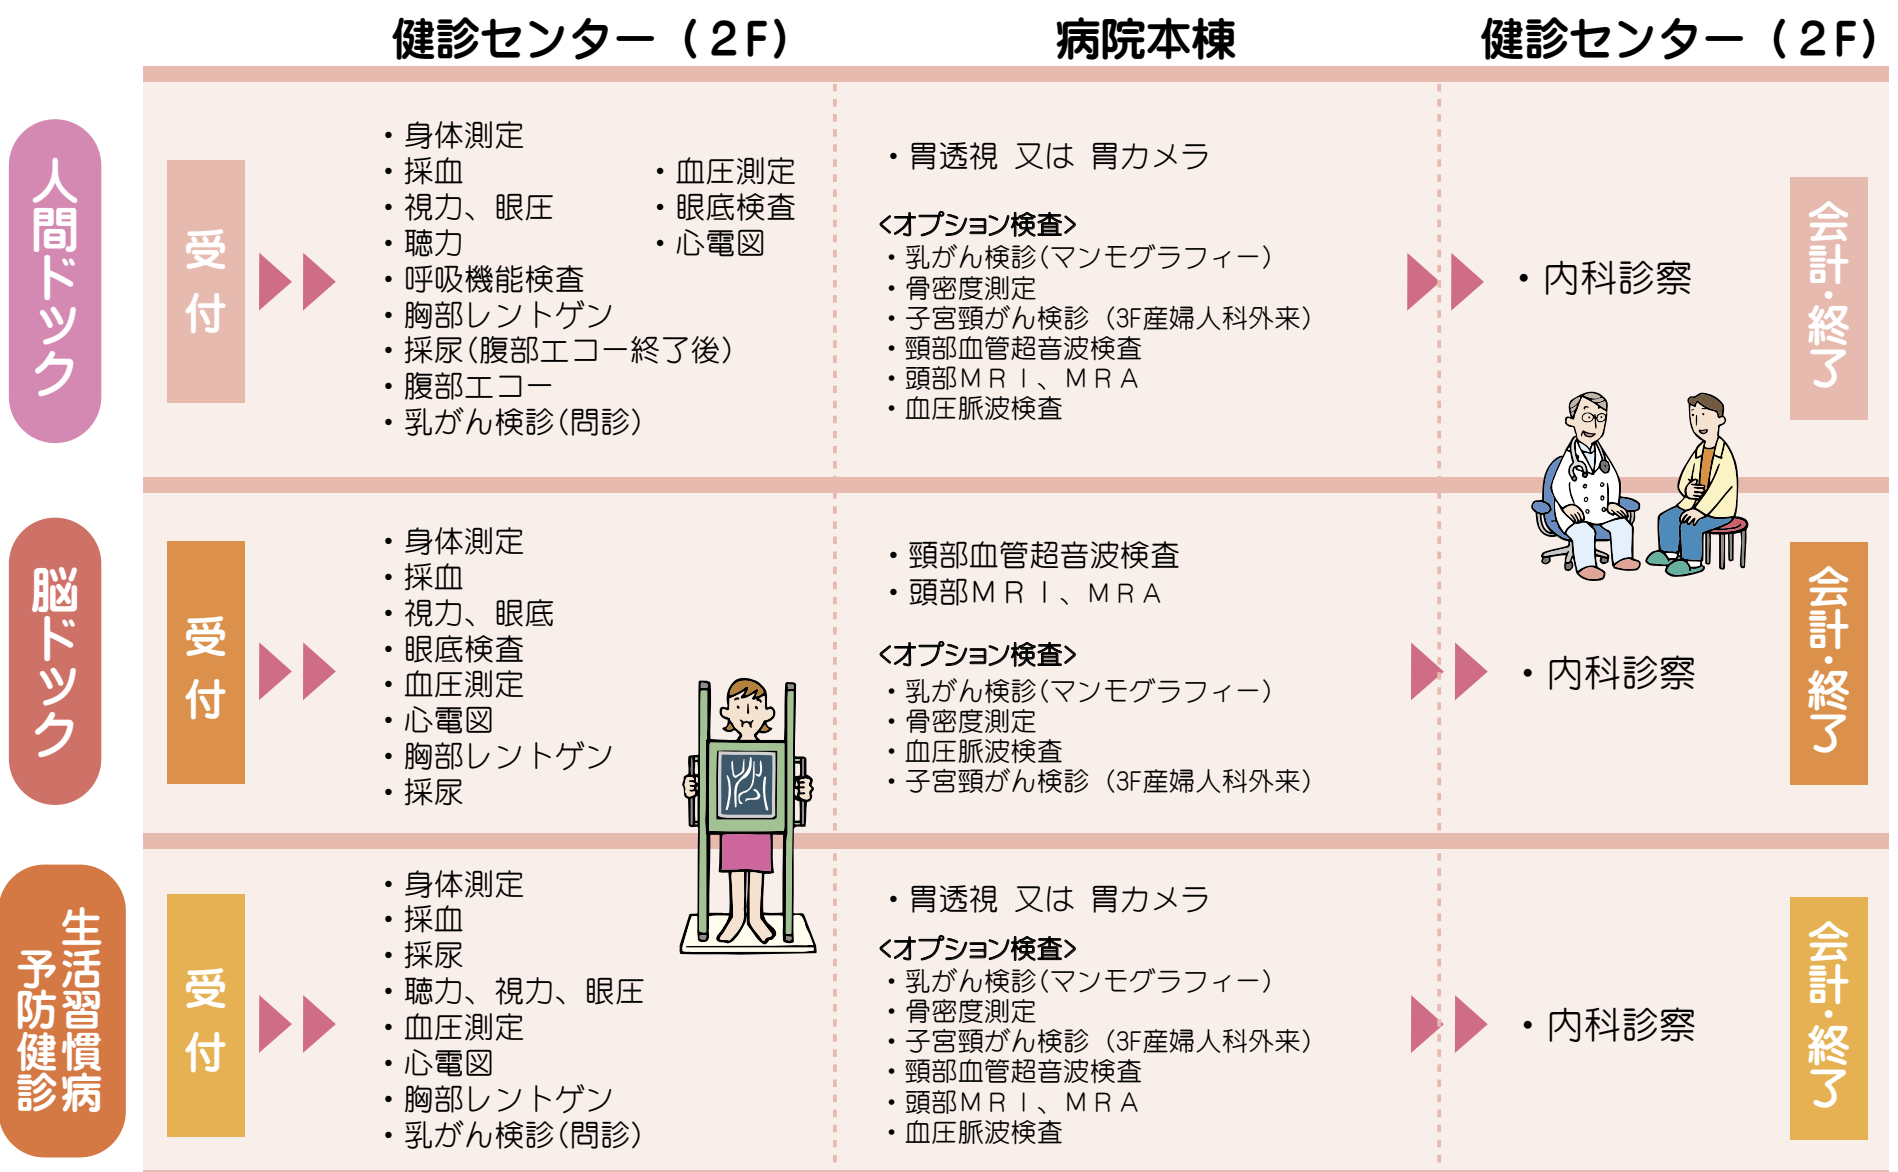 健診センター（２F）
病院本棟
健診センター（２F）
人間ドック
受付
・身体測定
・採血
・血圧測定
・視力、眼圧
・眼底検査
・聴力
・心電図
・呼吸機能検査
・胸部レントゲン
・採尿(腹部エコー終了後)
・腹部エコー
・乳がん検診(問診)
・胃透視 又は 胃カメラ
<オプション検査>
・乳がん検診(マンモグラフィー)
・骨密度測定
・子宮頸がん検診（3F産婦人科外来）
・頸部血管超音波検査
・頭部ＭＲＩ、ＭＲＡ
・血圧脈波検査
・内科診察
会計・終了
脳ドック
受付
・身体測定
・採血
・視力、眼底
・眼底検査
・血圧測定
・心電図
・胸部レントゲン
・採尿
・頸部血管超音波検査
・頭部ＭＲＩ、ＭＲＡ
<オプション検査>
・乳がん検診(マンモグラフィー)
・骨密度測定
・血圧脈波検査
・子宮頸がん検診（3F産婦人科外来）
・内科診察
会計・終了
生活習慣病
予防健診
受付
・身体測定
・採血
・採尿
・聴力、視力、眼圧
・血圧測定
・心電図
・胸部レントゲン
・乳がん検診(問診)
・胃透視 又は 胃カメラ
<オプション検査>
・乳がん検診(マンモグラフィー)
・骨密度測定
・子宮頸がん検診（3F産婦人科外来）
・頸部血管超音波検査
・頭部ＭＲＩ、ＭＲＡ
・血圧脈波検査
・内科診察
会計・終了